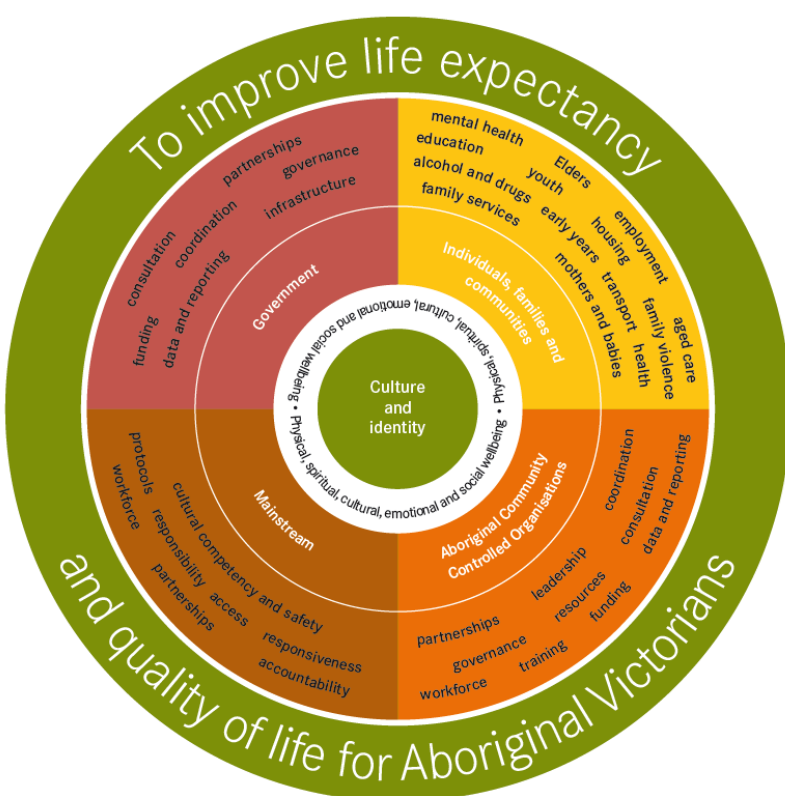 To improve life expectancy
and quality of life for Aboriginal Victorians
Government
partnerships
governance
infrastructure
coordination
consultation
data and reporting
funding
Individuals, families and
communities
mental health
education
Elders
alcohol and drugs
youth
family services
employment
housing
early years
transport
mothers and babies
aged care
family violence
health
Aboriginal Community
Controlled Organisations
coordination
consultation
data and reporting
leadership
resources
funding
partnerships
governance
training
workforce
Mainstream
protocols
workforce
cultural competency and safety
responsibility
access
partnerships
responsiveness
accountability
Physical, spiritual, cultural, emotional and social wellbeing •
Physical, spiritual, cultural, emotional and social wellbeing •
Culture
and
identity